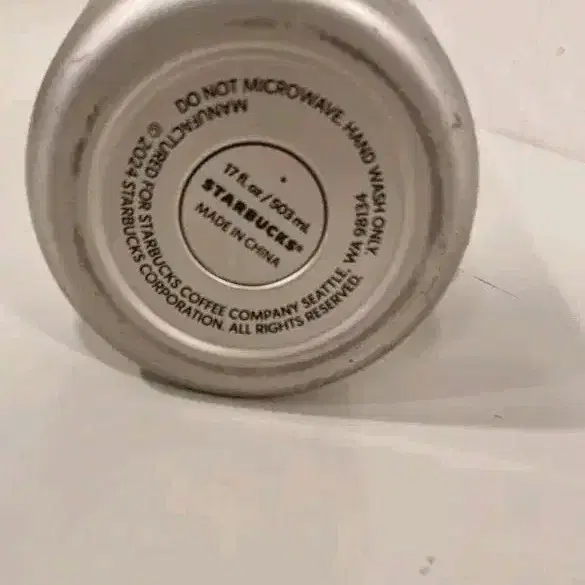 DO NOT MICROWAVE. HAND WASH ONLY.
MANUFACTURED FOR STARBUCKS COFFEE COMPANY SEATTLE, WA 98134
© 2024 STARBUCKS CORPORATION. ALL RIGHTS RESERVED.
17 fl. oz / 503 mL
STARBUCKS®
MADE IN CHINA